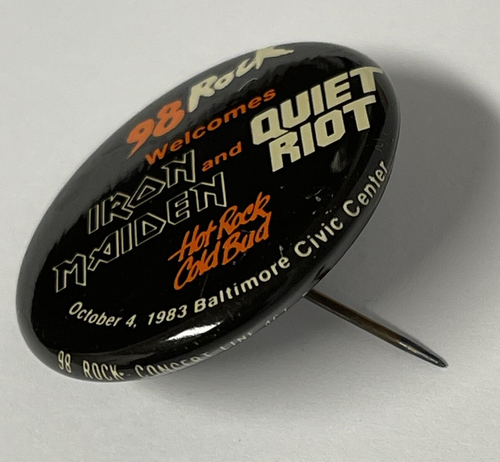 98 Rock
Welcomes
IRON MAIDEN and QUIET RIOT
Hot Rock
Cold Bud
October 4, 1983 Baltimore Civic Center
98 ROCK - CONCERT LINE